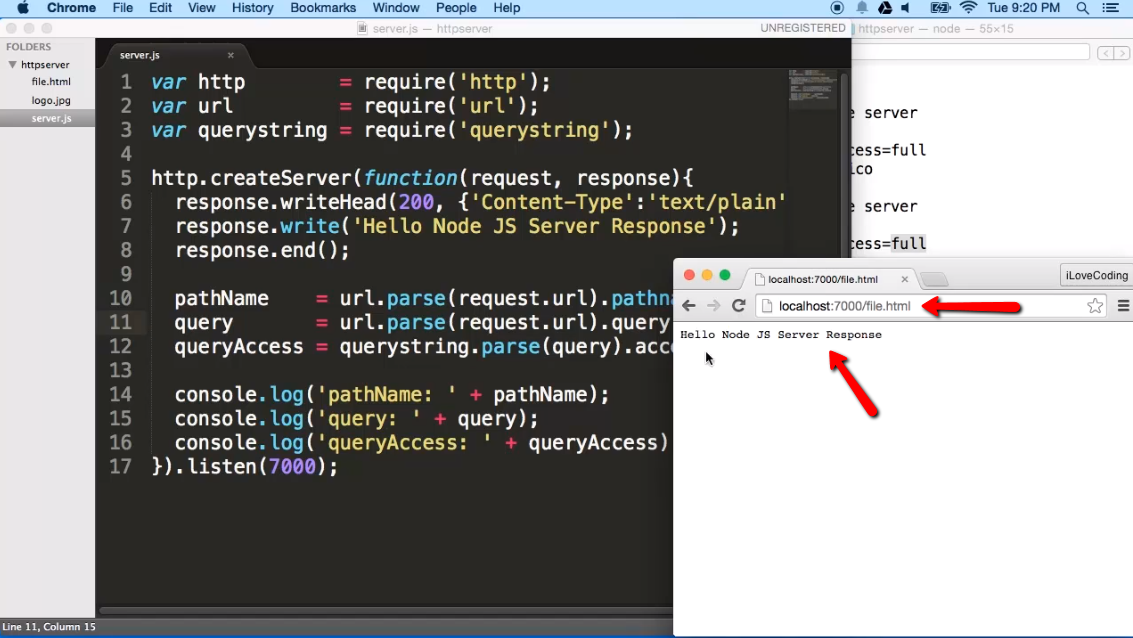 Chrome File Edit View History Bookmarks Window People Help Tue 9:20 PM
server.js — httpserver UNREGISTERED httpserver — node — 55×15
FOLDERS
httpserver
file.html
logo.jpg
server.js
server.js
1 var http = require('http');
2 var url = require('url');
3 var querystring = require('querystring');
4
5 http.createServer(function(request, response){
6 response.writeHead(200, {'Content-Type':'text/plain'
7 response.write('Hello Node JS Server Response');
8 response.end();
9
10 pathName = url.parse(request.url).pathn
11 query = url.parse(request.url).query
12 queryAccess = querystring.parse(query).acc
13
14 console.log('pathName: ' + pathName);
15 console.log('query: ' + query);
16 console.log('queryAccess: ' + queryAccess)
17 }).listen(7000);
e server
cess=full
ico
e server
cess=full
localhost:7000/file.html
iLoveCoding
localhost:7000/file.html
Hello Node JS Server Response
Line 11, Column 15